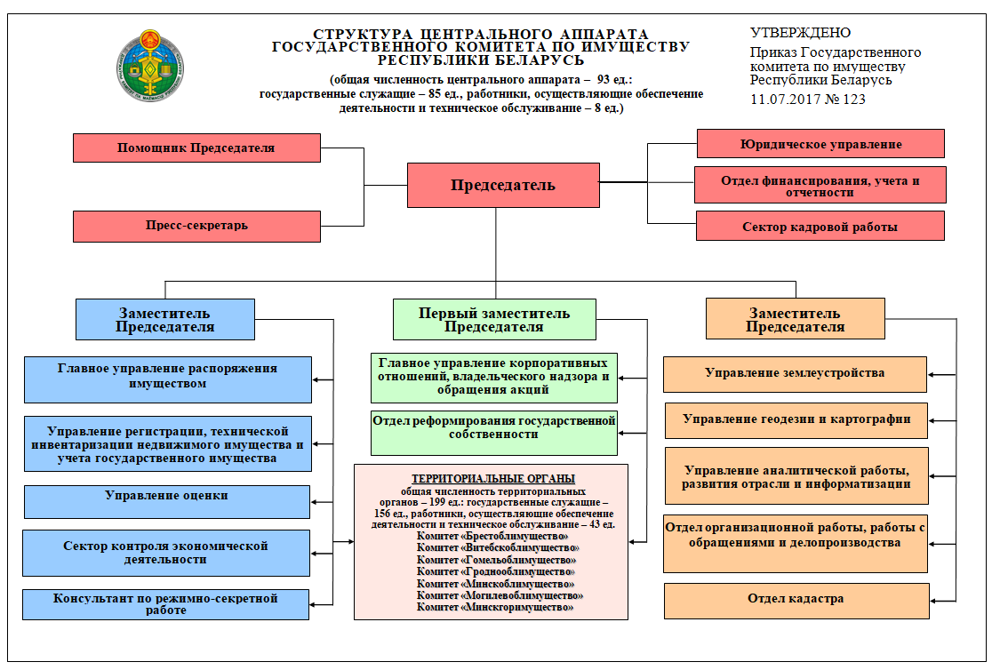 СТРУКТУРА ЦЕНТРАЛЬНОГО АППАРАТА
ГОСУДАРСТВЕННОГО КОМИТЕТА ПО ИМУЩЕСТВУ
РЕСПУБЛИКИ БЕЛАРУСЬ
(общая численность центрального аппарата – 93 ед.:
государственные служащие – 85 ед., работники, осуществляющие обеспечение
деятельности и техническое обслуживание – 8 ед.)
УТВЕРЖДЕНО
Приказ Государственного
комитета по имуществу
Республики Беларусь
11.07.2017 № 123
Помощник Председателя
Пресс-секретарь
Председатель
Юридическое управление
Отдел финансирования, учета и
отчетности
Сектор кадровой работы
Заместитель
Председателя
Главное управление распоряжения
имуществом
Управление регистрации, технической
инвентаризации недвижимого имущества и
учета государственного имущества
Управление оценки
Сектор контроля экономической
деятельности
Консультант по режимно-секретной
работе
Первый заместитель
Председателя
Главное управление корпоративных
отношений, владельческого надзора и
обращения акций
Отдел реформирования государственной
собственности
ТЕРРИТОРИАЛЬНЫЕ ОРГАНЫ
общая численность территориальных
органов – 199 ед.: государственные служащие –
156 ед., работники, осуществляющие обеспечение
деятельности и техническое обслуживание – 43 ед.
Комитет «Брестоблимущество»
Комитет «Витебскоблимущество»
Комитет «Гомельоблимущество»
Комитет «Гроднооблимущество»
Комитет «Минскоблимущество»
Комитет «Могилевоблимущество»
Комитет «Минскгоримущество»
Заместитель
Председателя
Управление землеустройства
Управление геодезии и картографии
Управление аналитической работы,
развития отрасли и информатизации
Отдел организационной работы, работы с
обращениями и делопроизводства
Отдел кадастра